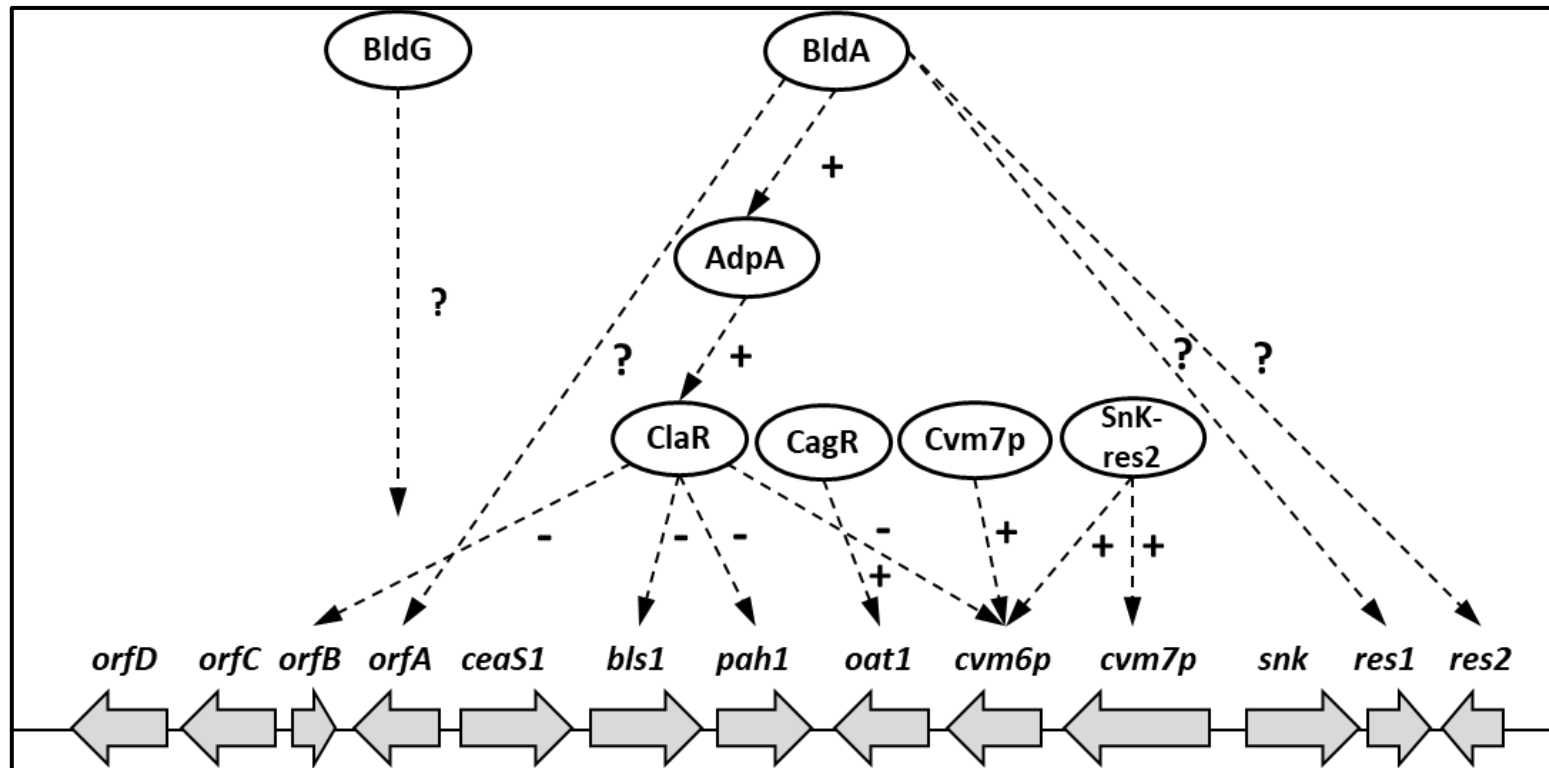 BldG
BldA
+
AdpA
?
+
?
?
?
ClaR
CagR
Cvm7p
SnK-
res2
-
-
-
-
+
+
+
+
orfD orfC orfB orfA ceaS1 bls1 pah1 oat1 cvm6p cvm7p snk res1 res2